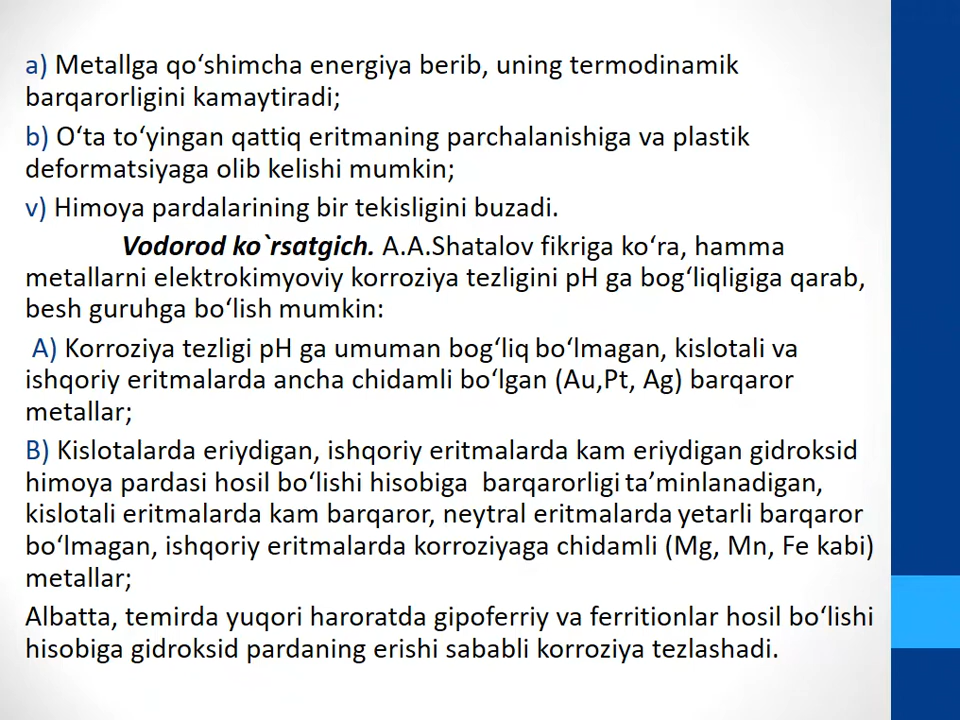 a) Metallga qo‘shimcha energiya berib, uning termodinamik
barqarorligini kamaytiradi;
b) O‘ta to‘yingan qattiq eritmaning parchalanishiga va plastik
deformatsiyaga olib kelishi mumkin;
v) Himoya pardalarining bir tekisligini buzadi.
Vodorod ko`rsatgich. A.A.Shatalov fikriga ko‘ra, hamma
metallarni elektrokimyoviy korroziya tezligini pH ga bog‘liqligiga qarab,
besh guruhga bo‘lish mumkin:
A) Korroziya tezligi pH ga umuman bog‘liq bo‘lmagan, kislotali va
ishqoriy eritmalarda ancha chidamli bo‘lgan (Au,Pt, Ag) barqaror
metallar;
B) Kislotalarda eriydigan, ishqoriy eritmalarda kam eriydigan gidroksid
himoya pardasi hosil bo‘lishi hisobiga barqarorligi ta’minlanadigan,
kislotali eritmalarda kam barqaror, neytral eritmalarda yetarli barqaror
bo‘lmagan, ishqoriy eritmalarda korroziyaga chidamli (Mg, Mn, Fe kabi)
metallar;
Albatta, temirda yuqori haroratda gipoferriy va ferritionlar hosil bo‘lishi
hisobiga gidroksid pardaning erishi sababli korroziya tezlashadi.